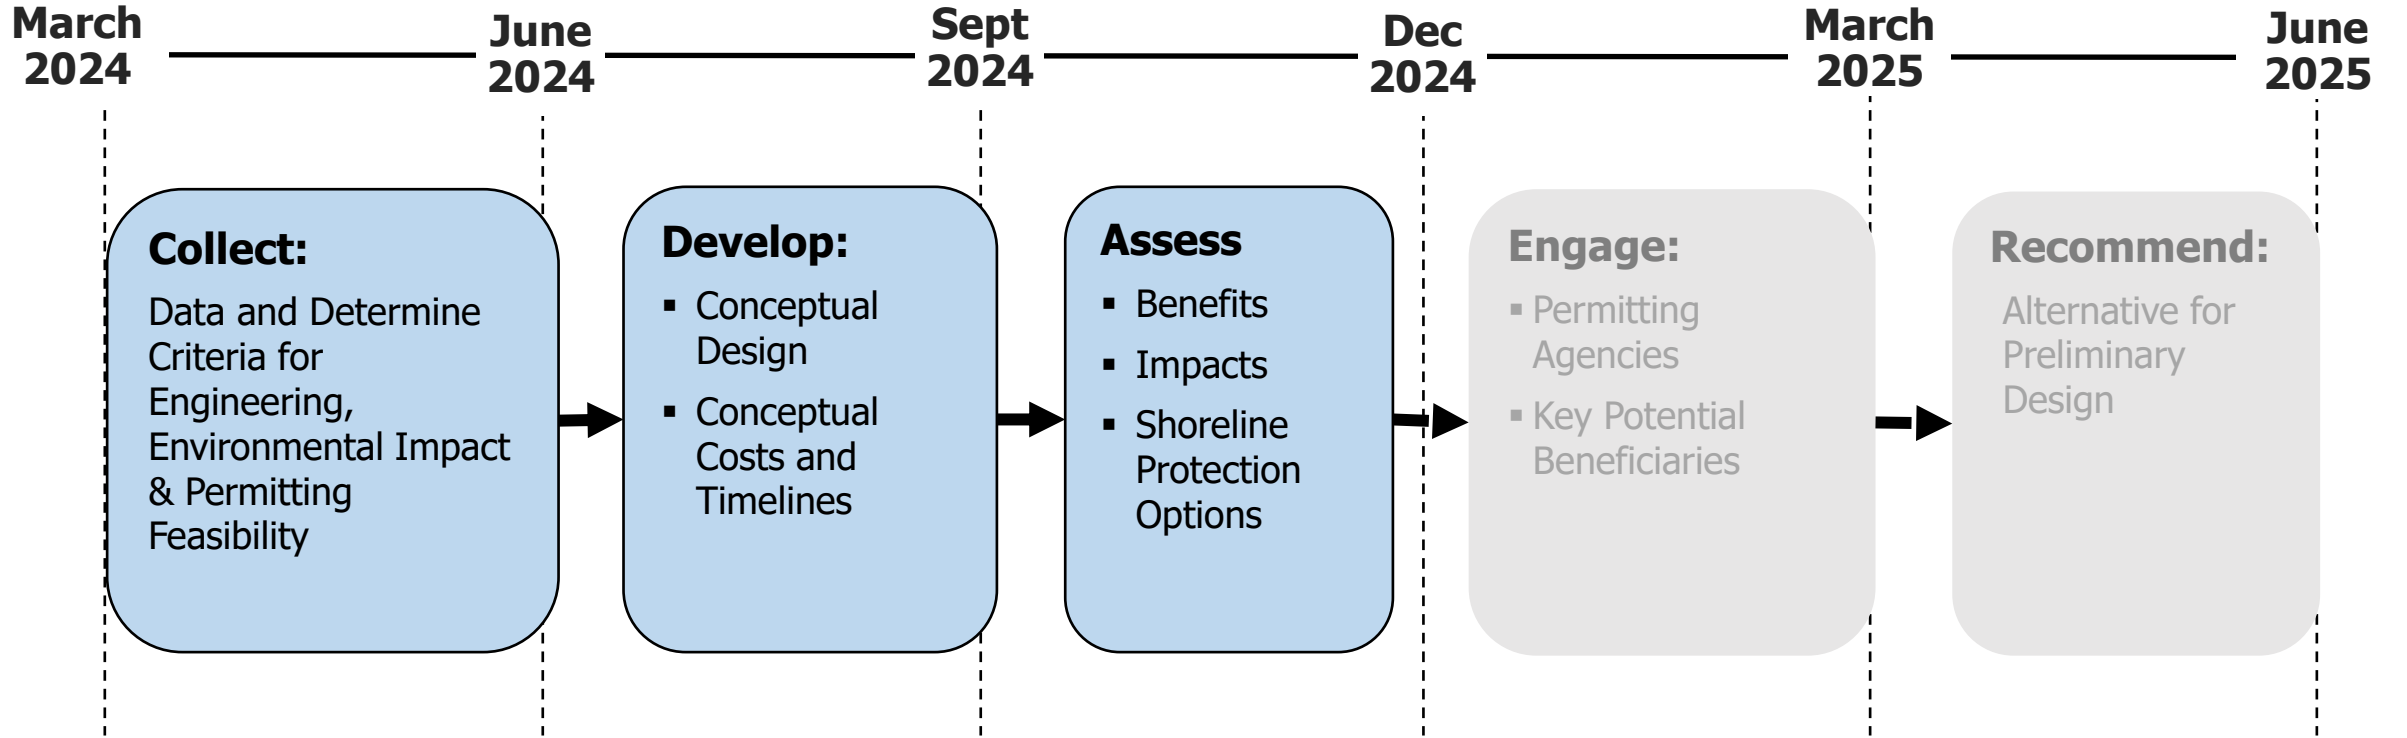 March
2024
June
2024
Sept
2024
Dec
2024
March
2025
June
2025
Collect:
Data and Determine
Criteria for
Engineering,
Environmental Impact
& Permitting
Feasibility
Develop:
▪ Conceptual
Design
▪ Conceptual
Costs and
Timelines
Assess
▪ Benefits
▪ Impacts
▪ Shoreline
Protection
Options
Engage:
▪ Permitting
Agencies
▪ Key Potential
Beneficiaries
Recommend:
Alternative for
Preliminary
Design